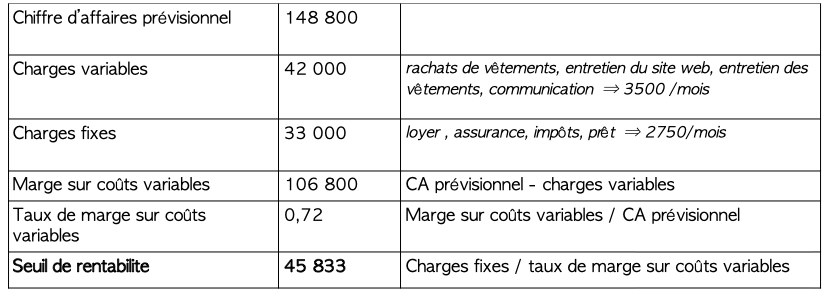 Chiffre d'affaires prévisionnel 148 800
Charges variables 42 000 rachats de vêtements, entretien du site web, entretien des
vêtements, communication ⇒ 3500 /mois
Charges fixes 33 000 loyer , assurance, impôts, prêt ⇒ 2750/mois
Marge sur coûts variables 106 800 CA prévisionnel - charges variables
Taux de marge sur coûts 0,72 Marge sur coûts variables / CA prévisionnel
variables
Seuil de rentabilite 45 833 Charges fixes / taux de marge sur coûts variables